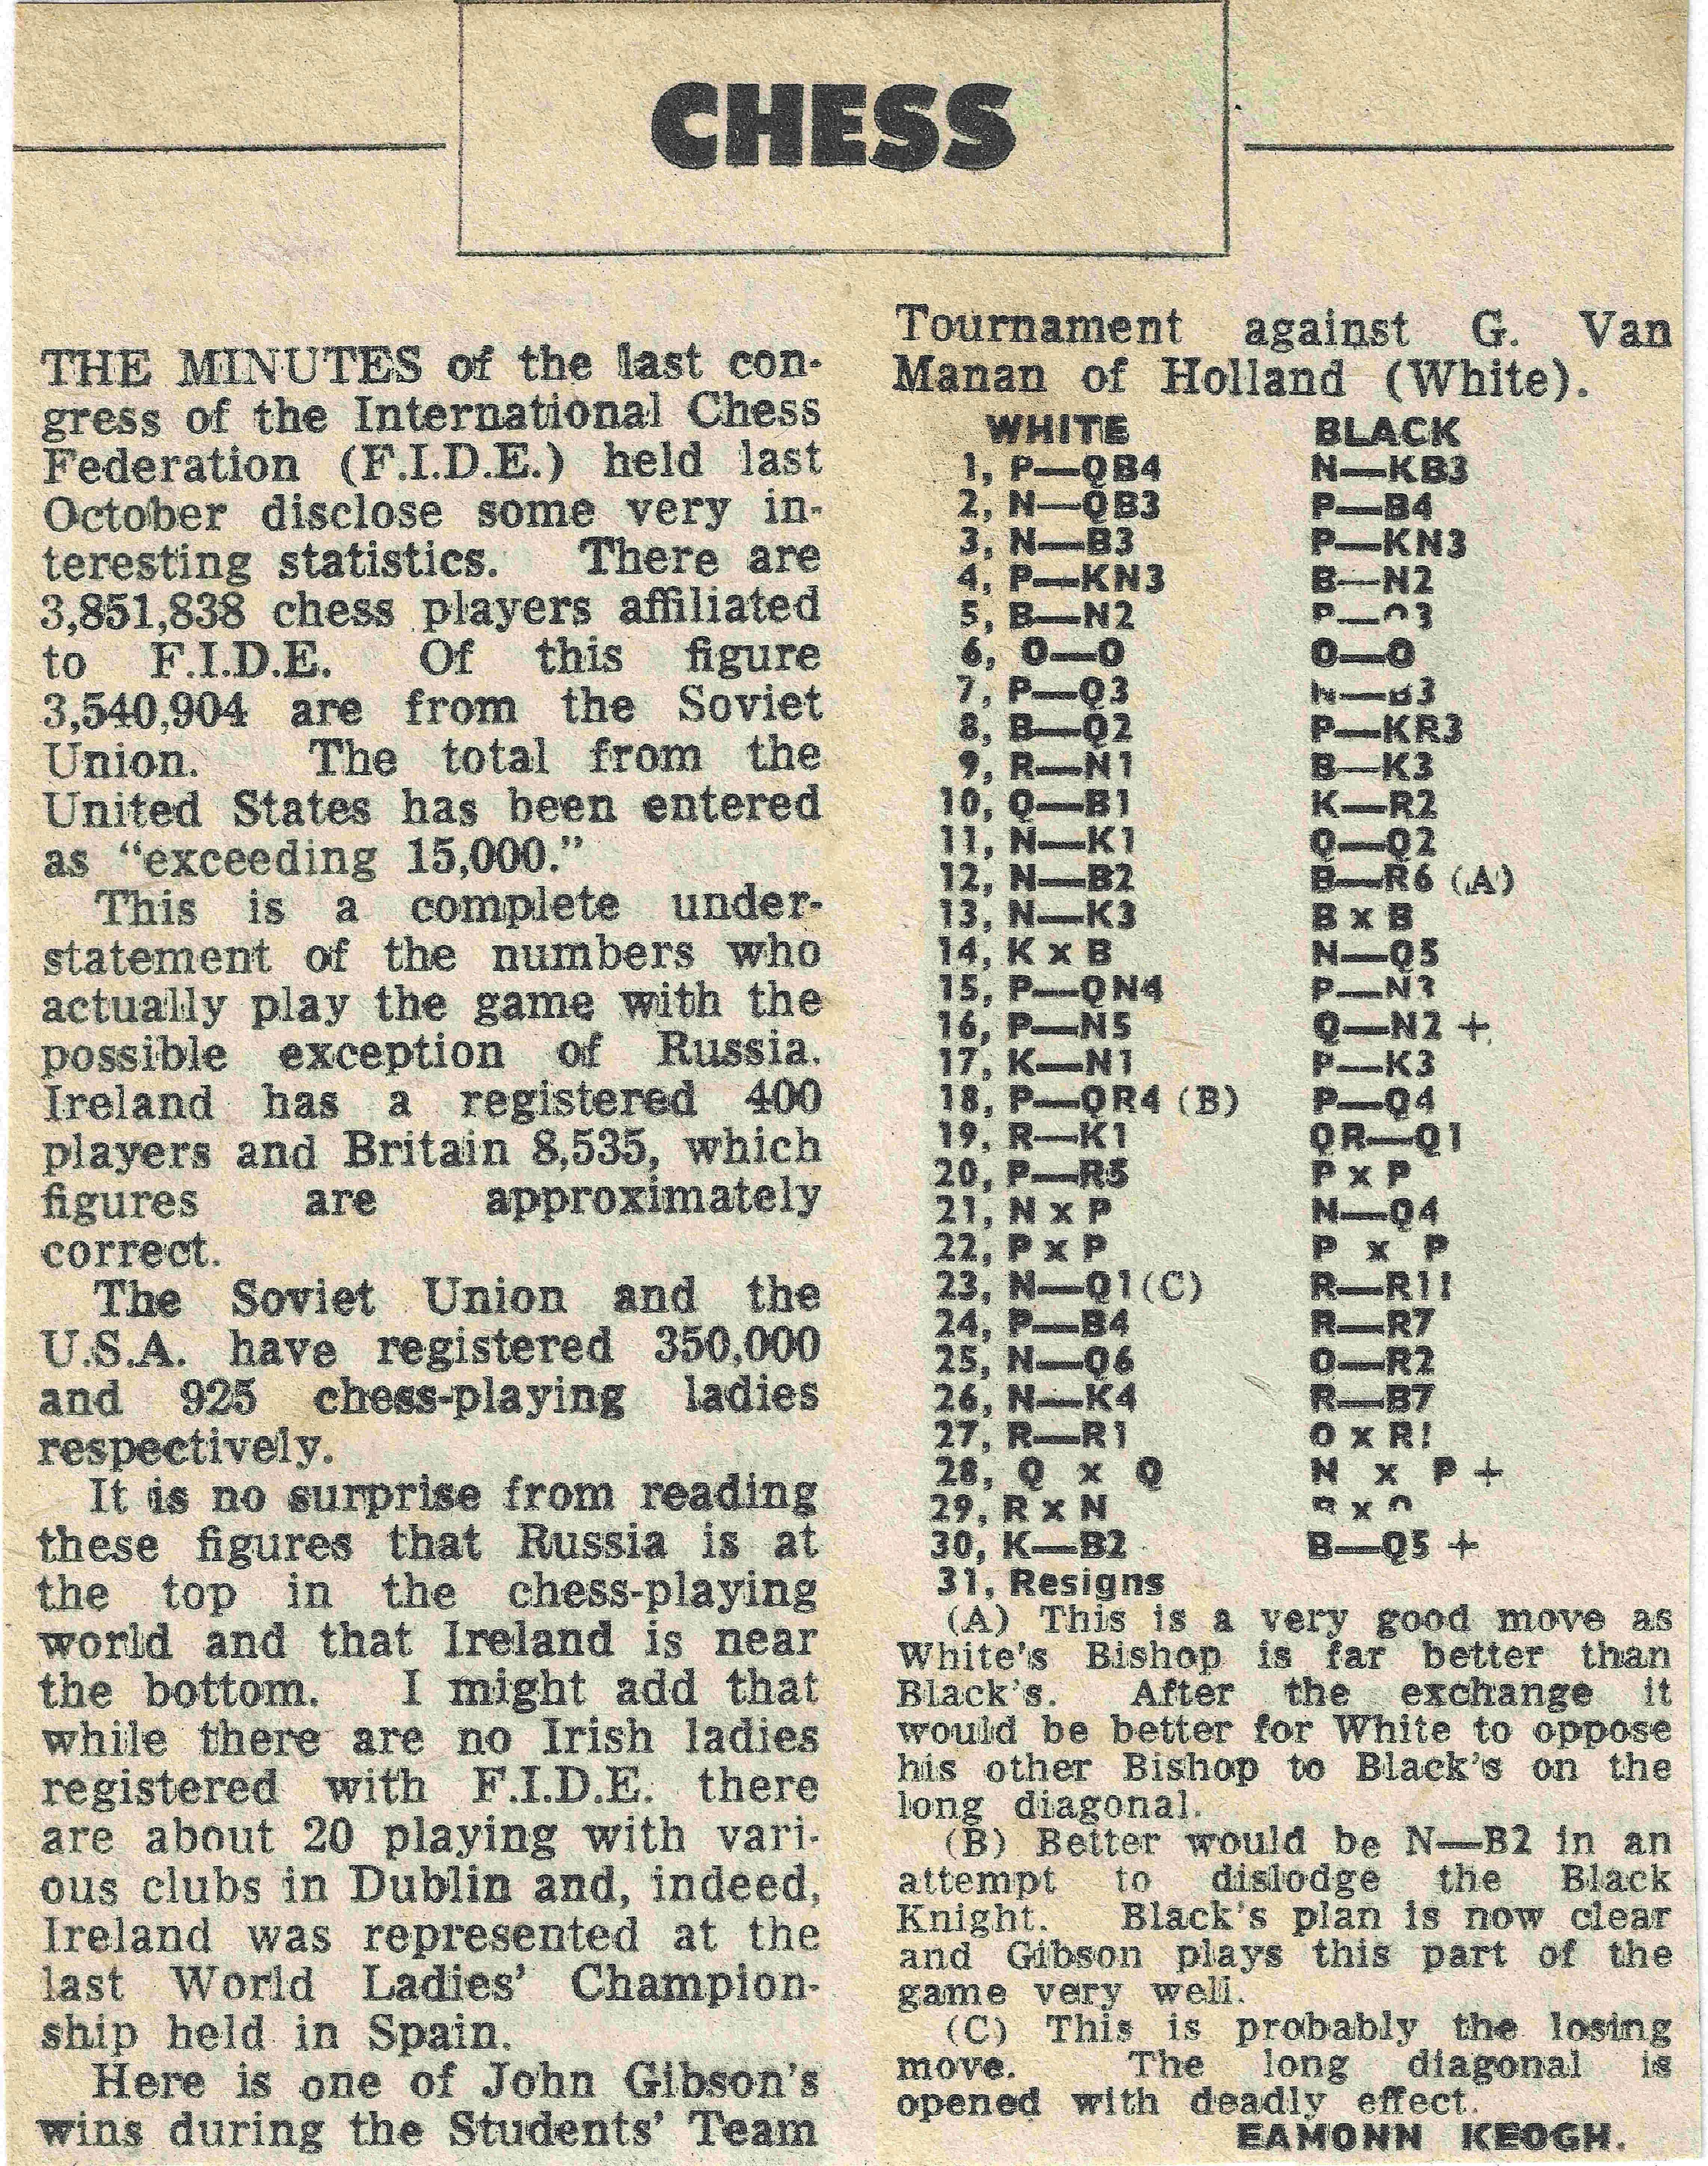 CHESS
THE MINUTES of the last con-
gress of the International Chess
Federation (F.I.D.E.) held last
October disclose some very in-
teresting statistics. There are
3,851,838 chess players affiliated
to F.I.D.E. Of this figure
3,540,904 are from the Soviet
Union. The total from the
United States has been entered
as “exceeding 15,000.”
This is a complete under-
statement of the numbers who
actually play the game with the
possible exception of Russia.
Ireland has a registered 400
players and Britain 8,535, which
figures are approximately
correct.
The Soviet Union and the
U.S.A. have registered 350,000
and 925 chess-playing ladies
respectively.
It is no surprise from reading
these figures that Russia is at
the top in the chess-playing
world and that Ireland is near
the bottom. I might add that
while there are no Irish ladies
registered with F.I.D.E. there
are about 20 playing with vari-
ous clubs in Dublin and, indeed,
Ireland was represented at the
last World Ladies’ Champion-
ship held in Spain.
Here is one of John Gibson’s
wins during the Students’ Team
Tournament against G. Van
Manan of Holland (White).
WHITE BLACK
1, P—QB4 N—KB3
2, N—QB3 P—B4
3, N—B3 P—KN3
4, P—KN3 B—N2
5, B—N2 P—Q3
6, O—O O—O
7, P—Q3 N—B3
8, B—Q2 P—KR3
9, R—N1 B—K3
10, Q—B1 K—R2
11, N—K1 Q—Q2
12, N—B2 B—R6 (A)
13, N—K3 B x B
14, K x B N—Q5
15, P—QN4 P—N3
16, P—N5 Q—N2 +
17, K—N1 P—K3
18, P—QR4 (B) P—Q4
19, R—K1 QR—Q1
20, P—R5 P x P
21, N x P N—Q4
22, P x P P x P
23, N—Q1 (C) R—R1!
24, P—B4 R—R7
25, N—Q6 Q—R2
26, N—K4 R—B7
27, R—R1 Q x R!
28, Q x Q N x P +
29, R x N R x Q
30, K—B2 B—Q5 +
31, Resigns
(A) This is a very good move as
White’s Bishop is far better than
Black’s. After the exchange it
would be better for White to oppose
his other Bishop to Black’s on the
long diagonal.
(B) Better would be N—B2 in an
attempt to dislodge the Black
Knight. Black’s plan is now clear
and Gibson plays this part of the
game very well.
(C) This is probably the losing
move. The long diagonal is
opened with deadly effect.
EAMONN KEOGH.